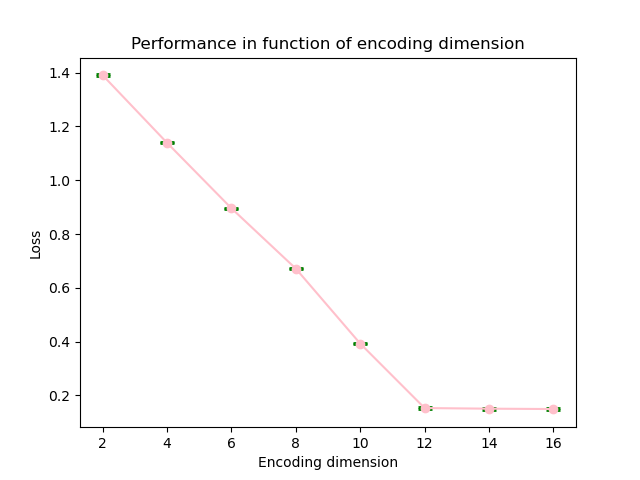 Performance in function of encoding dimension
1.4
1.2
1.0
0.8
0.6
0.4
0.2
Loss
2 4 6 8 10 12 14 16
Encoding dimension